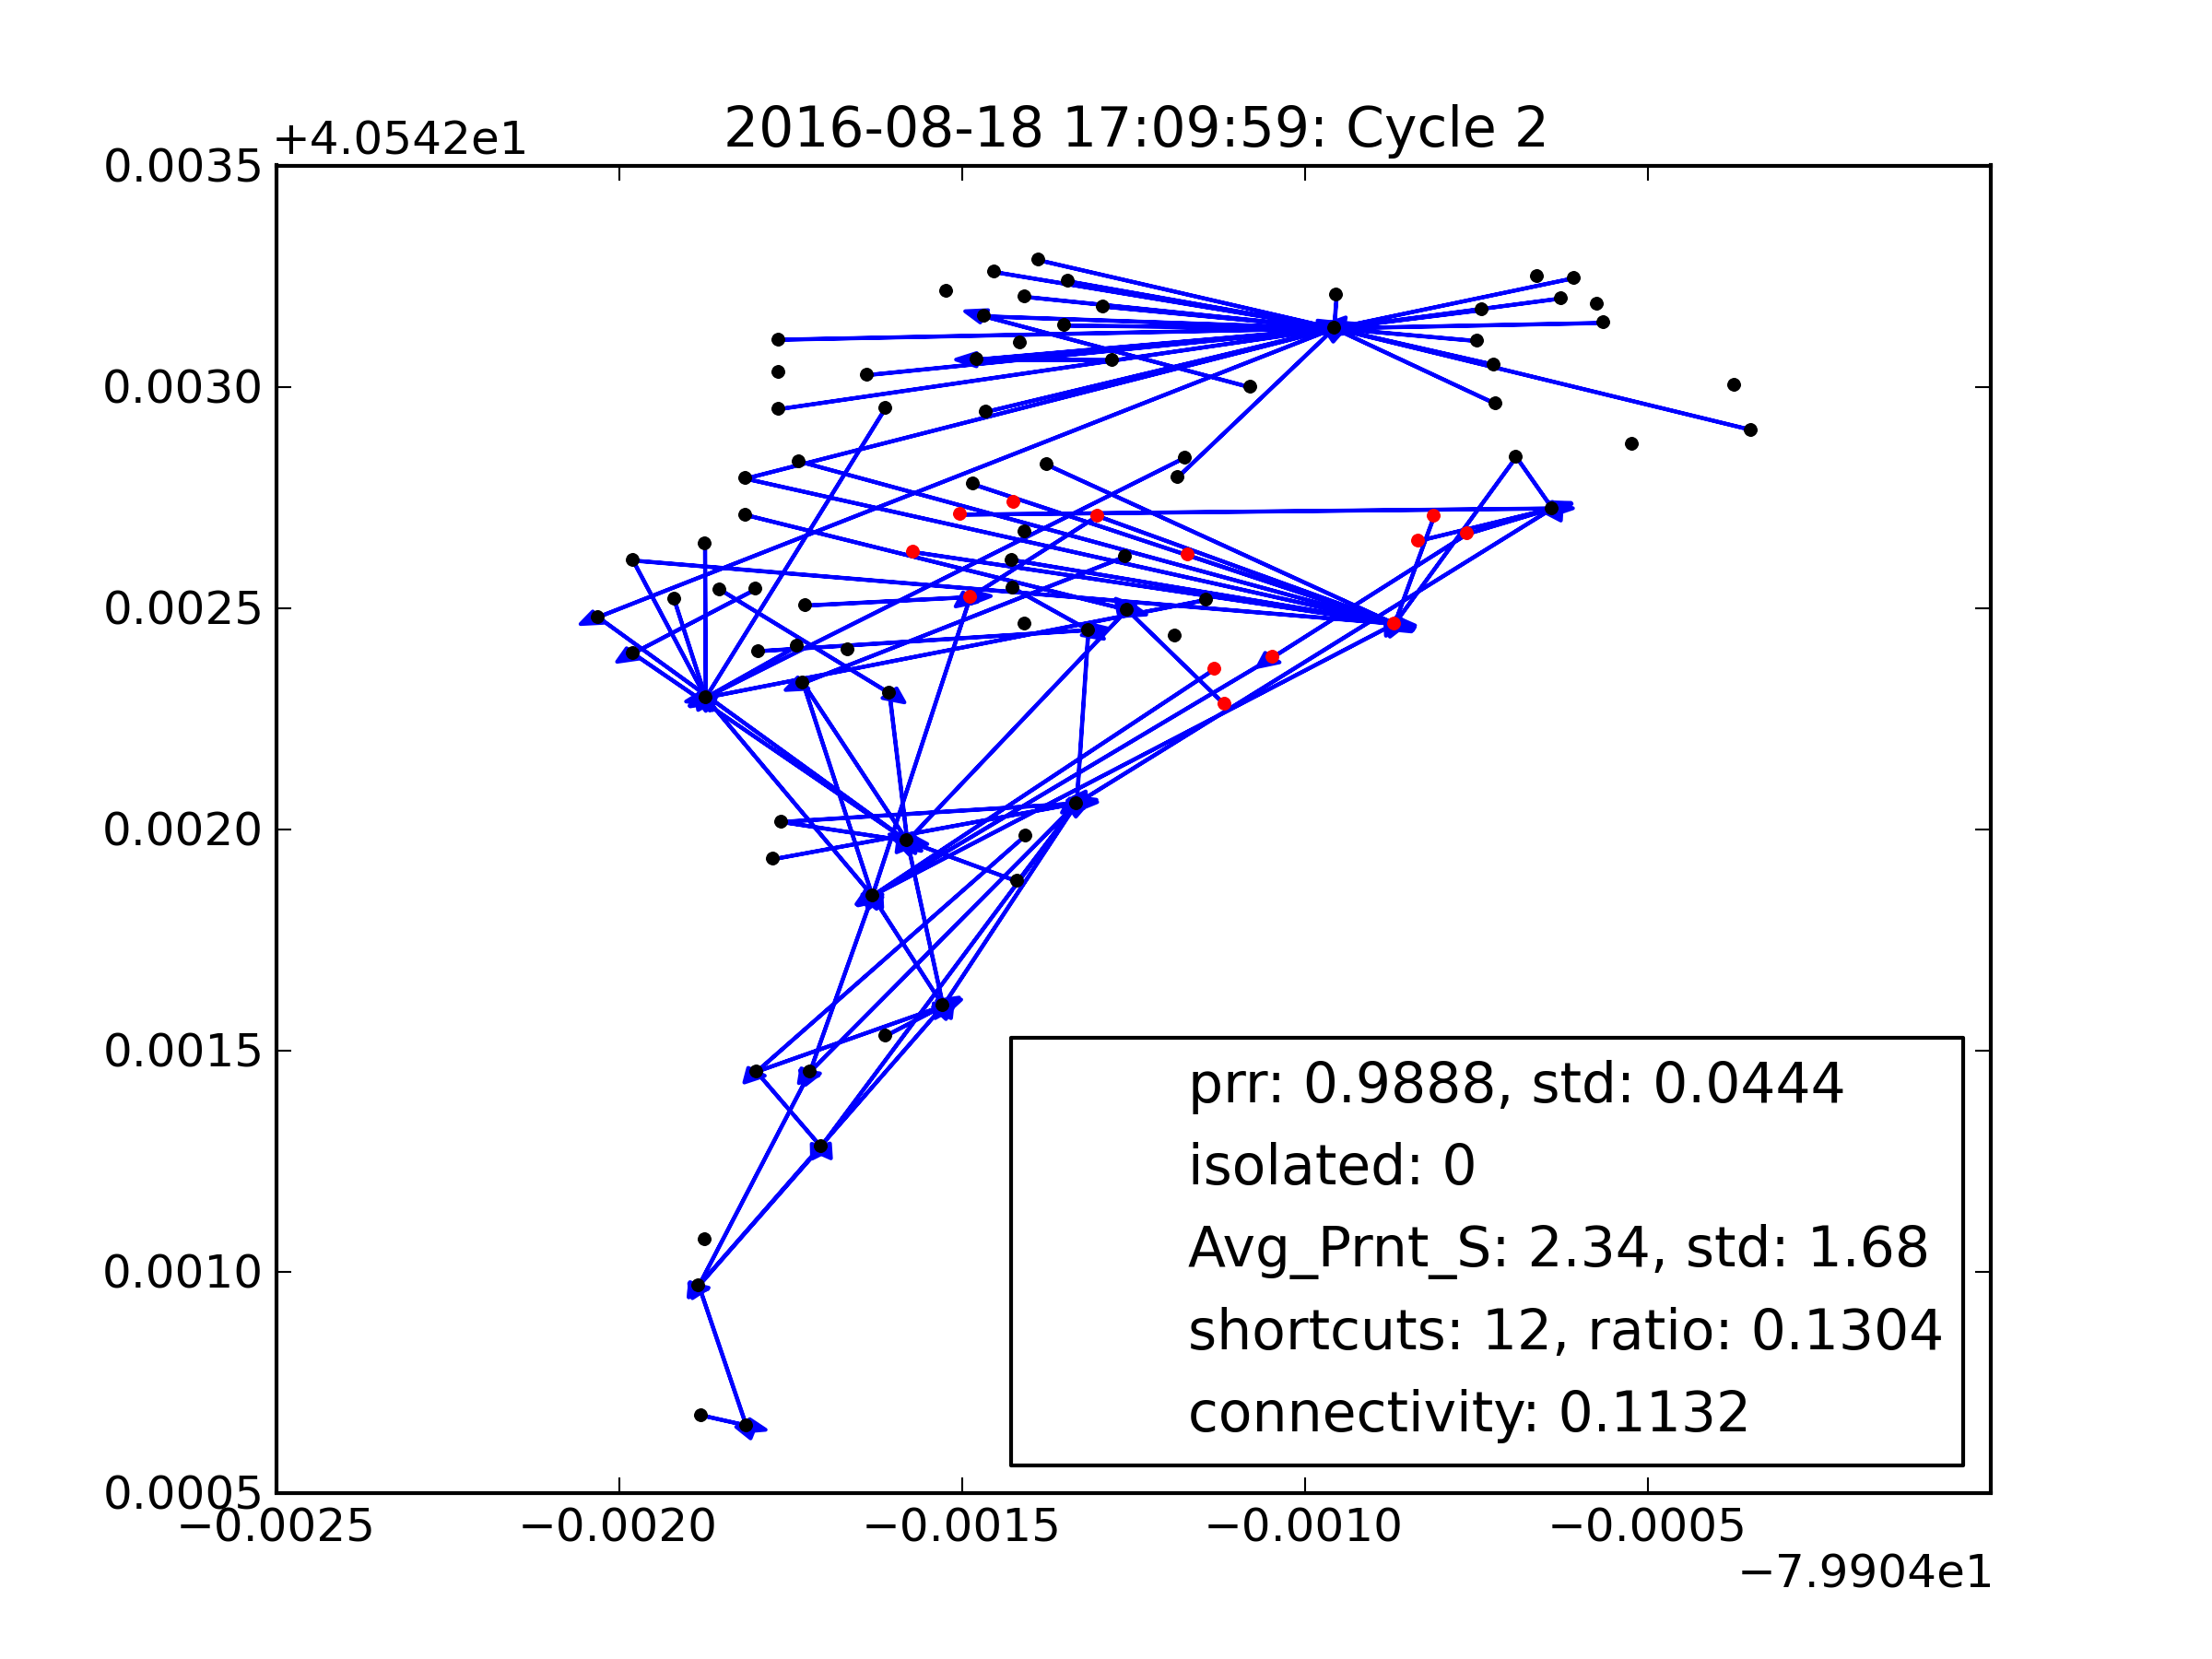 2016-08-18 17:09:59: Cycle 2
+4.0542e1
0.0035
0.0030
0.0025
0.0020
0.0015
0.0010
0.0005
−0.0025
−0.0020
−0.0015
−0.0010
−0.0005
−7.9904e1
prr: 0.9888, std: 0.0444
isolated: 0
Avg_Prnt_S: 2.34, std: 1.68
shortcuts: 12, ratio: 0.1304
connectivity: 0.1132